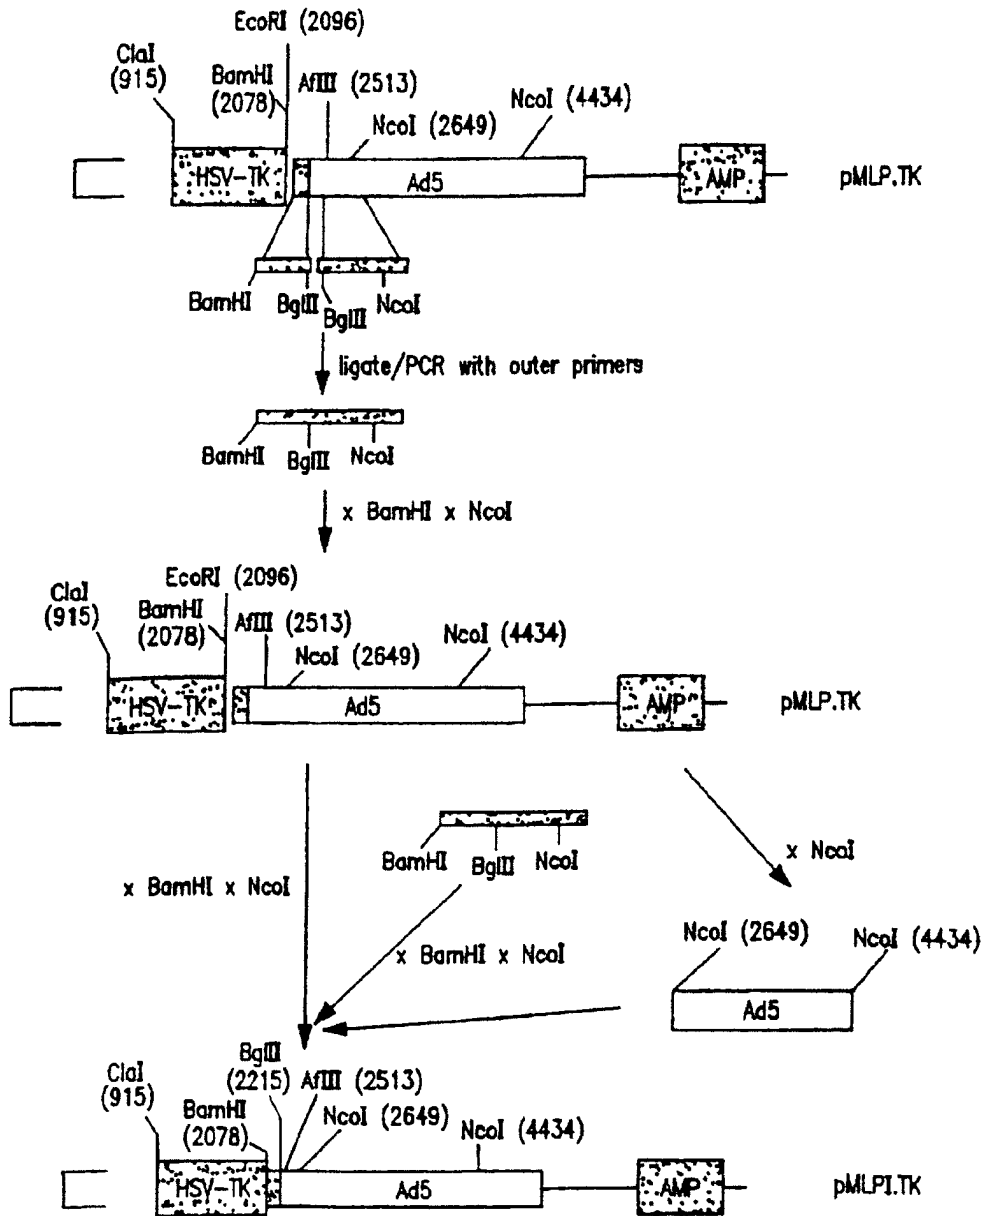 EcoRI (2096)
ClaI
(915)
BamHI
(2078)
AflII (2513)
NcoI (4434)
NcoI (2649)
HSV-TK
Ad5
AMP
pMLP.TK
BamHI
BglII
BglII
NcoI
ligate/PCR with outer primers
BamHI
BglII
NcoI
x BamHI x NcoI
EcoRI (2096)
ClaI
(915)
BamHI
(2078)
AflII (2513)
NcoI (4434)
NcoI (2649)
HSV-TK
Ad5
AMP
pMLP.TK
BamHI
BglII
NcoI
x NcoI
x BamHI x NcoI
x BamHI x NcoI
NcoI (2649)
NcoI (4434)
Ad5
BglII
(2215)
AflII (2513)
ClaI
(915)
BamHI
(2078)
NcoI (2649)
NcoI (4434)
HSV-TK
Ad5
AMP
pMLPI.TK